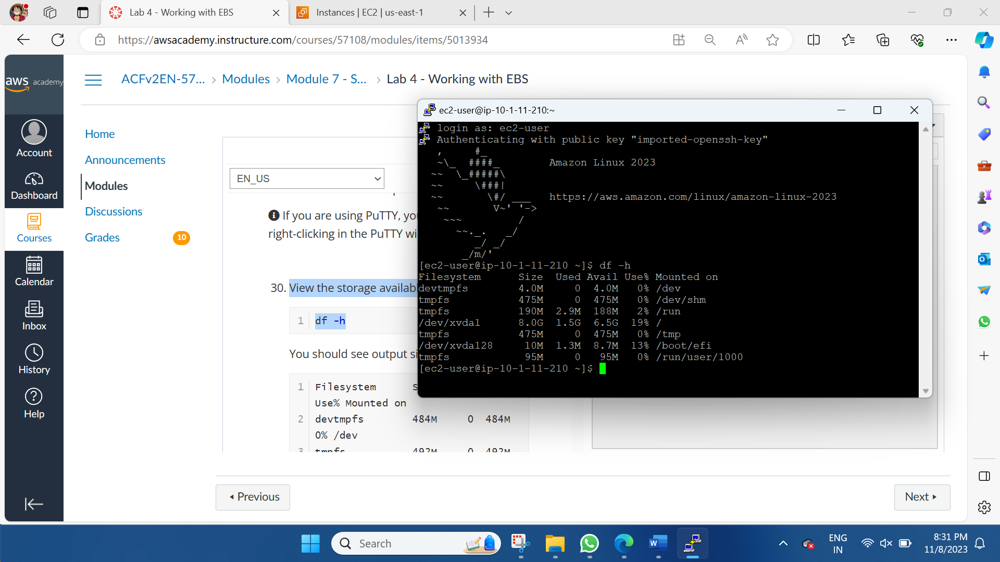 Lab 4 - Working with EBS
Instances | EC2 | us-east-1
https://awsacademy.instructure.com/courses/57108/modules/items/5013934
aws academy
Account
Dashboard
Courses
Calendar
Inbox
History
Help
ACFv2EN-57... > Modules > Module 7 - S... > Lab 4 - Working with EBS
Home
Announcements
Modules
Discussions
Grades 10
EN_US
If you are using PuTTY, you
right-clicking in the PuTTY wi
30. View the storage availab
1 df -h
You should see output si
1 Filesystem S
Use% Mounted on
2 devtmpfs 484M 0 484M
0% /dev
3 tmpfs 492M 0 492M
Previous
Next
ec2-user@ip-10-1-11-210:~
login as: ec2-user
Authenticating with public key "imported-openssh-key"
   ,     #_
   ~\_  ####_        Amazon Linux 2023
  ~~  \_#####\
  ~~     \###|
  ~~       \#/ ___   https://aws.amazon.com/linux/amazon-linux-2023
   ~~       V~' '->
    ~~~         /
      ~~._.   _/
         _/ _/
       _/m/'
[ec2-user@ip-10-1-11-210 ~]$ df -h
Filesystem      Size  Used Avail Use% Mounted on
devtmpfs        4.0M     0  4.0M   0% /dev
tmpfs           475M     0  475M   0% /dev/shm
tmpfs           190M  2.9M  188M   2% /run
/dev/xvda1      8.0G  1.5G  6.5G  19% /
tmpfs           475M     0  475M   0% /tmp
/dev/xvda128     10M  1.3M  8.7M  13% /boot/efi
tmpfs            95M     0   95M   0% /run/user/1000
[ec2-user@ip-10-1-11-210 ~]$
Search
ENG
IN
8:31 PM
11/8/2023